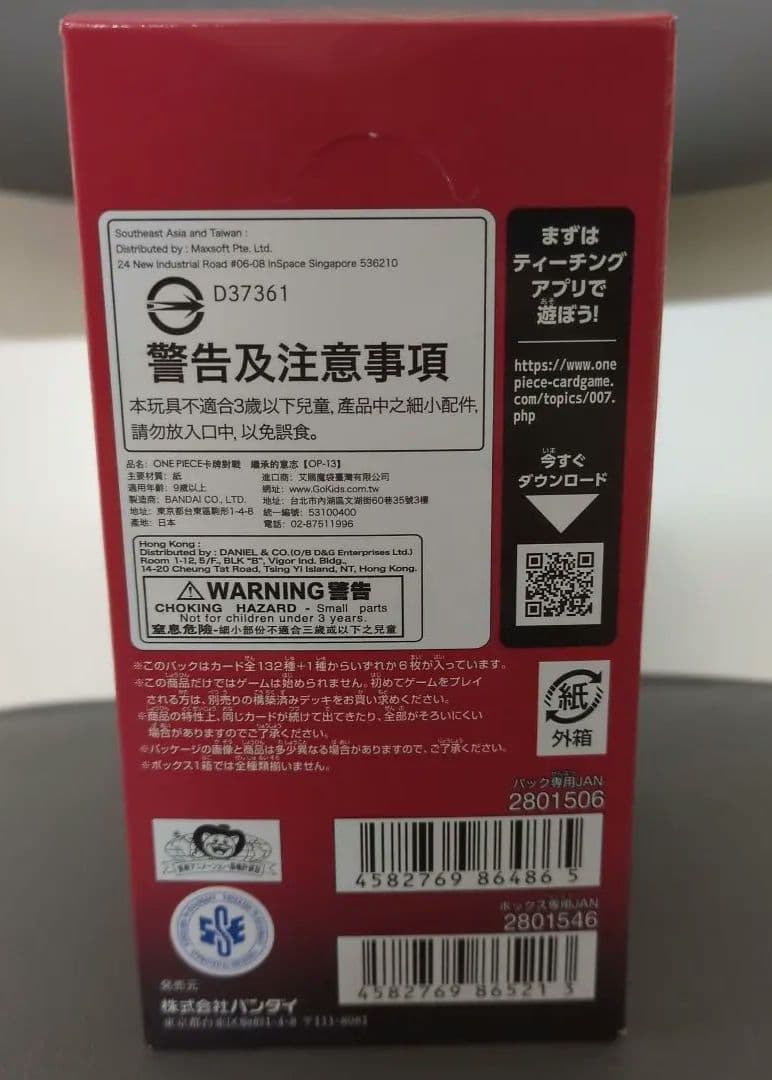 Southeast Asia and Taiwan :
Distributed by : Maxsoft Pte. Ltd.
24 New Industrial Road #06-08 InSpace Singapore 536210
D37361
警告及注意事項
本玩具不適合3歲以下兒童, 產品中之細小配件,
請勿放入口中, 以免誤食。
品名: ONE PIECE卡牌對戰 繼承的意志【OP-13】
主要材質: 紙
適用年齡: 9歲以上
製造商: BANDAI CO., LTD.
地址: 東京都台東區駒形1-4-8
產地: 日本
進口商: 艾賜魔袋臺灣有限公司
網址: www.GoKids.com.tw
地址: 台北市內湖區文湖街60巷35號3樓
統一編號: 53100400
電話: 02-87511996
Hong Kong :
Distributed by : DANIEL & CO.(O/B D&G Enterprises Ltd.)
Room 1-12, 5/F., BLK "B", Vigor Ind. Bldg.,
14-20 Cheung Tat Road, Tsing Yi Island, NT, Hong Kong.
WARNING 警告
CHOKING HAZARD - Small parts
Not for children under 3 years.
窒息危險-細小部份不適合三歲或以下之兒童
まずは
ティーチング
アプリで
遊ぼう!
https://www.one
piece-cardgame.
com/topics/007.
php
今すぐ
ダウンロード
※このパックはカード全132種+1種からいずれか6枚が入っています。
※この商品だけではゲームは始められません。初めてゲームをプレイ
される方は、別売りの構築済みデッキをお買い求めください。
※商品の特性上、同じカードが続けて出てきたり、全部がそろいにくい
場合がありますのでご了承ください。
※パッケージの画像と商品は多少異なる場合がありますので、ご了承ください。
※ボックス1箱では全種類揃いません。
紙
外箱
パック専用JAN
2801506
4582769 864865
ボックス専用JAN
2801546
4582769 865213
発売元
株式会社バンダイ
東京都台東区駒形1-4-8 〒111-8081